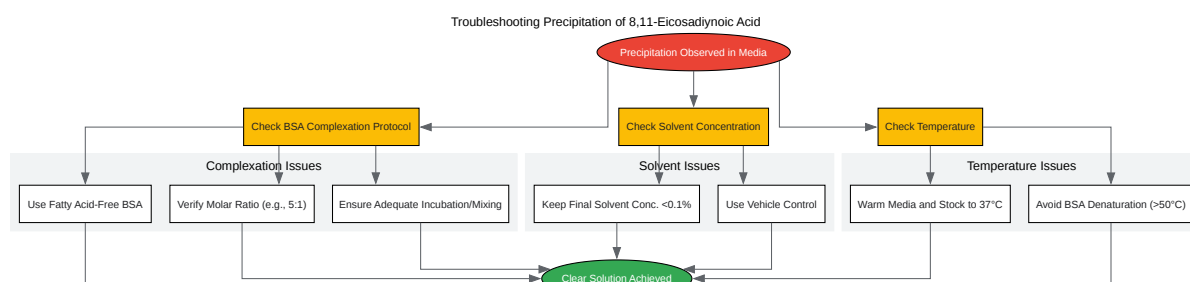 Troubleshooting Precipitation of 8,11-Eicosadiynoic Acid
Precipitation Observed in Media
Check BSA Complexation Protocol
Check Solvent Concentration
Check Temperature
Complexation Issues
Solvent Issues
Temperature Issues
Use Fatty Acid-Free BSA
Verify Molar Ratio (e.g., 5:1)
Ensure Adequate Incubation/Mixing
Keep Final Solvent Conc. <0.1%
Use Vehicle Control
Warm Media and Stock to 37°C
Avoid BSA Denaturation (>50°C)
Clear Solution Achieved